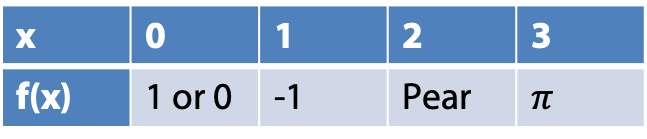 x 0 1 2 3
f(x) 1 or 0 -1 Pear π